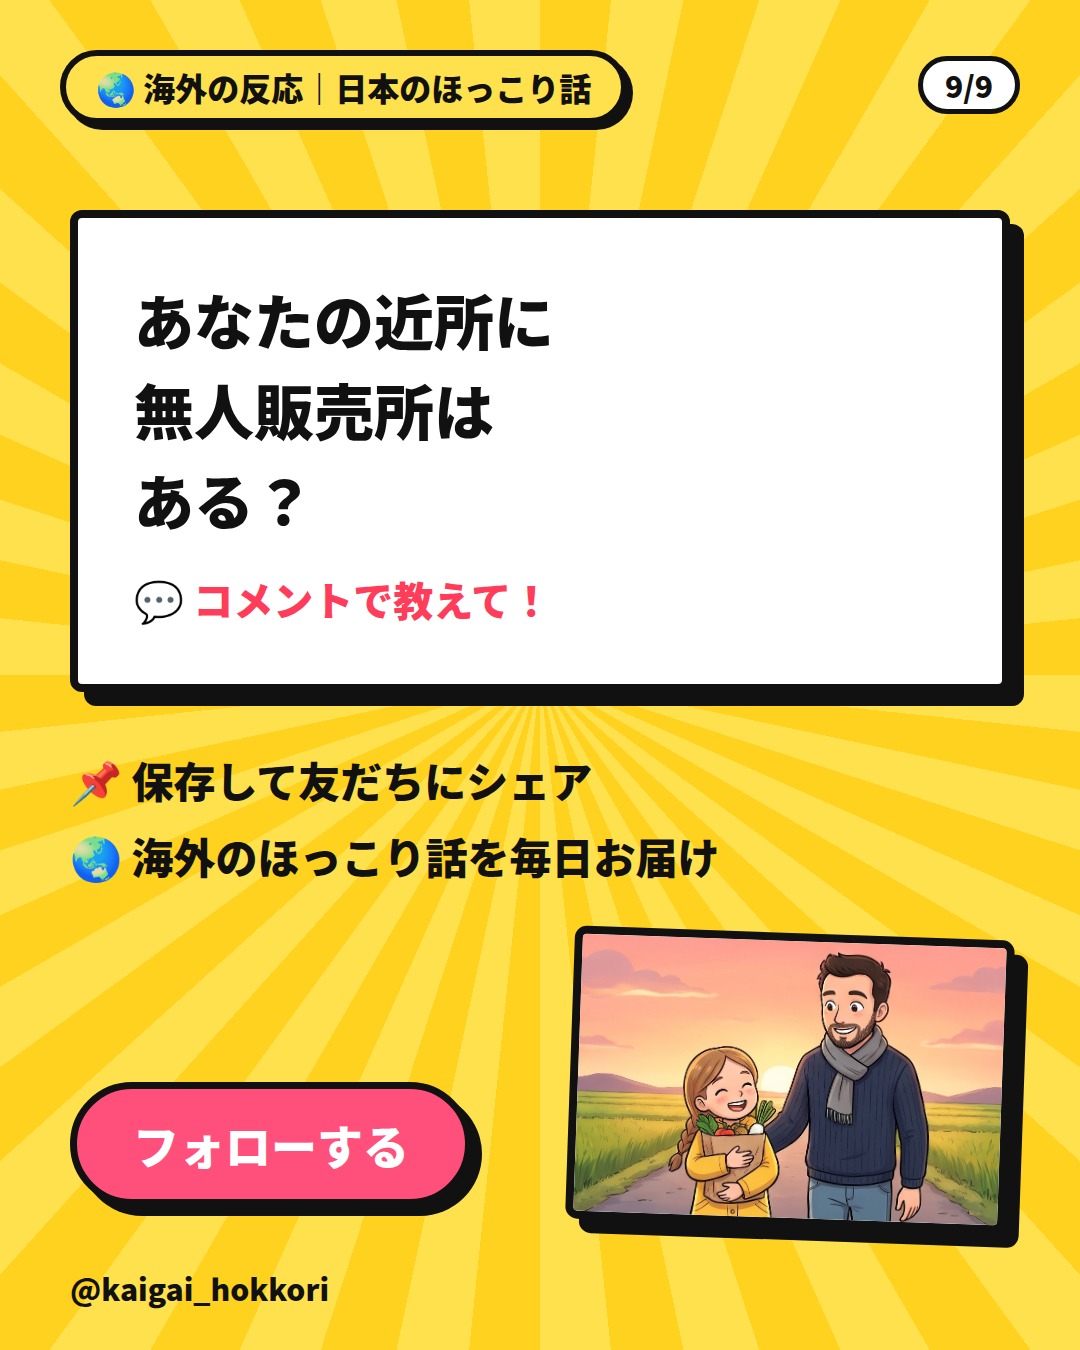 🌏 海外の反応｜日本のほっこり話
9/9
あなたの近所に
無人販売所は
ある？
💬 コメントで教えて！
📌 保存して友だちにシェア
🌏 海外のほっこり話を毎日お届け
フォローする
@kaigai_hokkori